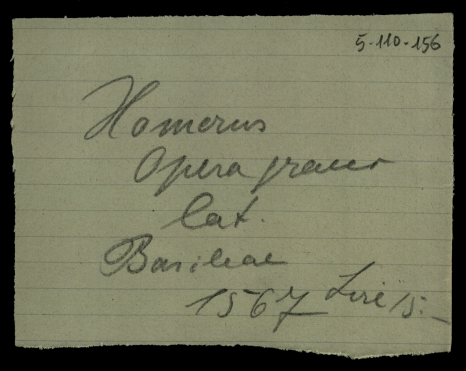 5-110-156
Homerus
Opera graeco
lat.
Basileae
1567 Lire 15.-